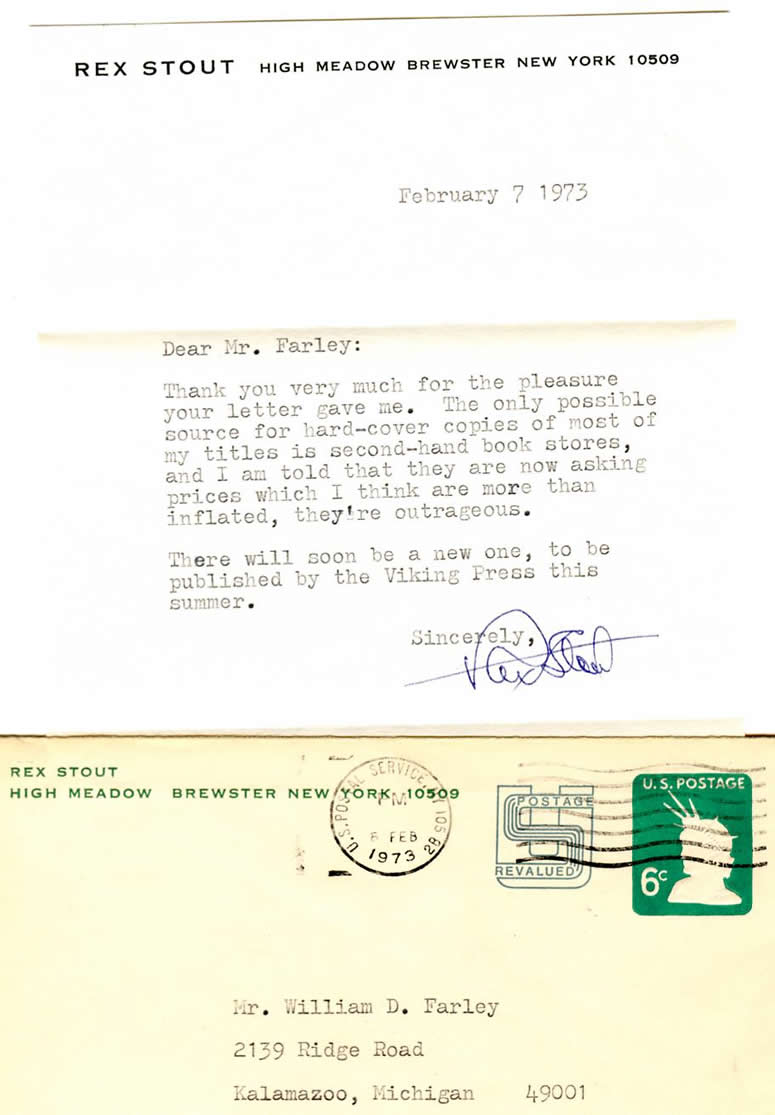 REX STOUT HIGH MEADOW BREWSTER NEW YORK 10509
February 7 1973
Dear Mr. Farley:
Thank you very much for the pleasure
your letter gave me. The only possible
source for hard-cover copies of most of
my titles is second-hand book stores,
and I am told that they are now asking
prices which I think are more than
inflated, they're outrageous.
There will soon be a new one, to be
published by the Viking Press this
summer.
Sincerely,
Rex Stout
REX STOUT
HIGH MEADOW BREWSTER NEW YORK 10509
U.S. POSTAL SERVICE 105 2B
PM
FEB
1973
POSTAGE
REVALUED
U.S. POSTAGE
6c
Mr. William D. Farley
2139 Ridge Road
Kalamazoo, Michigan 49001